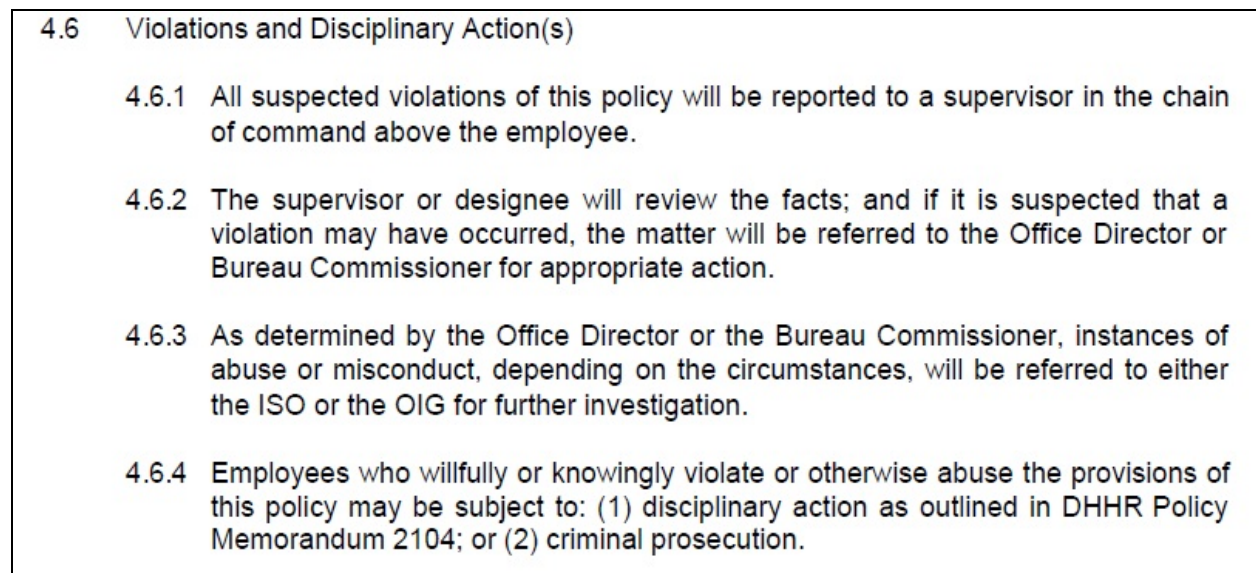 4.6 Violations and Disciplinary Action(s)
4.6.1 All suspected violations of this policy will be reported to a supervisor in the chain
of command above the employee.
4.6.2 The supervisor or designee will review the facts; and if it is suspected that a
violation may have occurred, the matter will be referred to the Office Director or
Bureau Commissioner for appropriate action.
4.6.3 As determined by the Office Director or the Bureau Commissioner, instances of
abuse or misconduct, depending on the circumstances, will be referred to either
the ISO or the OIG for further investigation.
4.6.4 Employees who willfully or knowingly violate or otherwise abuse the provisions of
this policy may be subject to: (1) disciplinary action as outlined in DHHR Policy
Memorandum 2104; or (2) criminal prosecution.